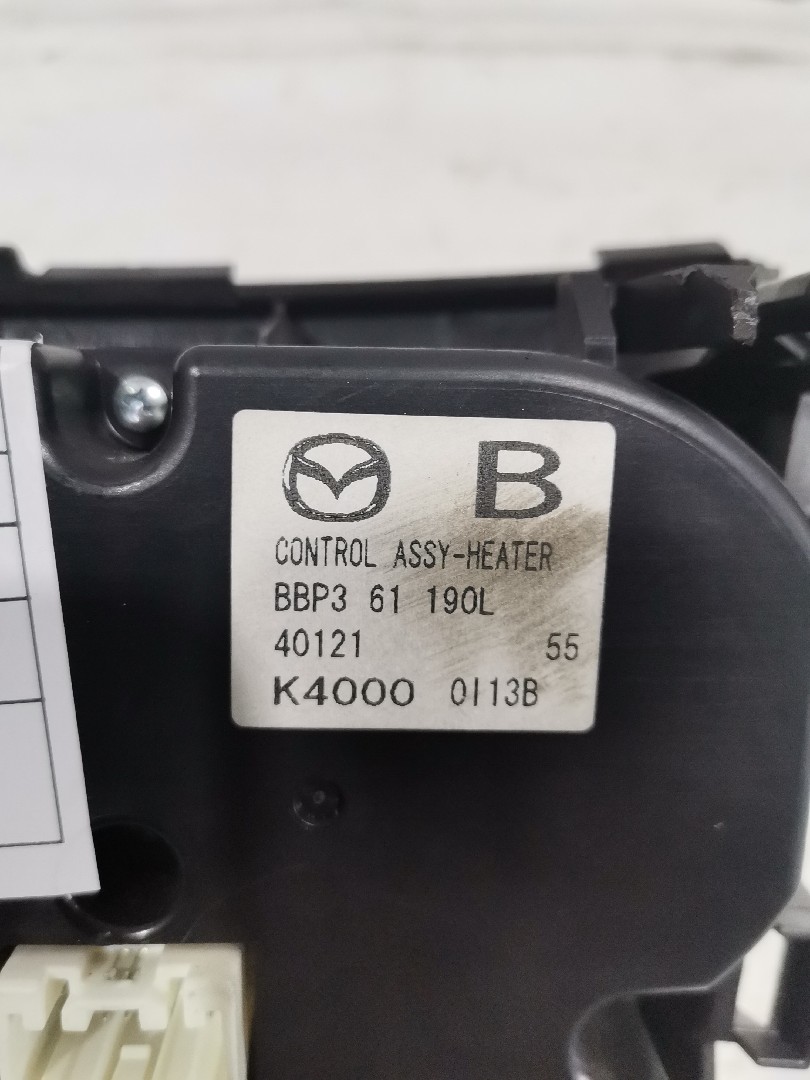 B
CONTROL ASSY-HEATER
BBP3 61 190L
40121 55
K4000 0I13B